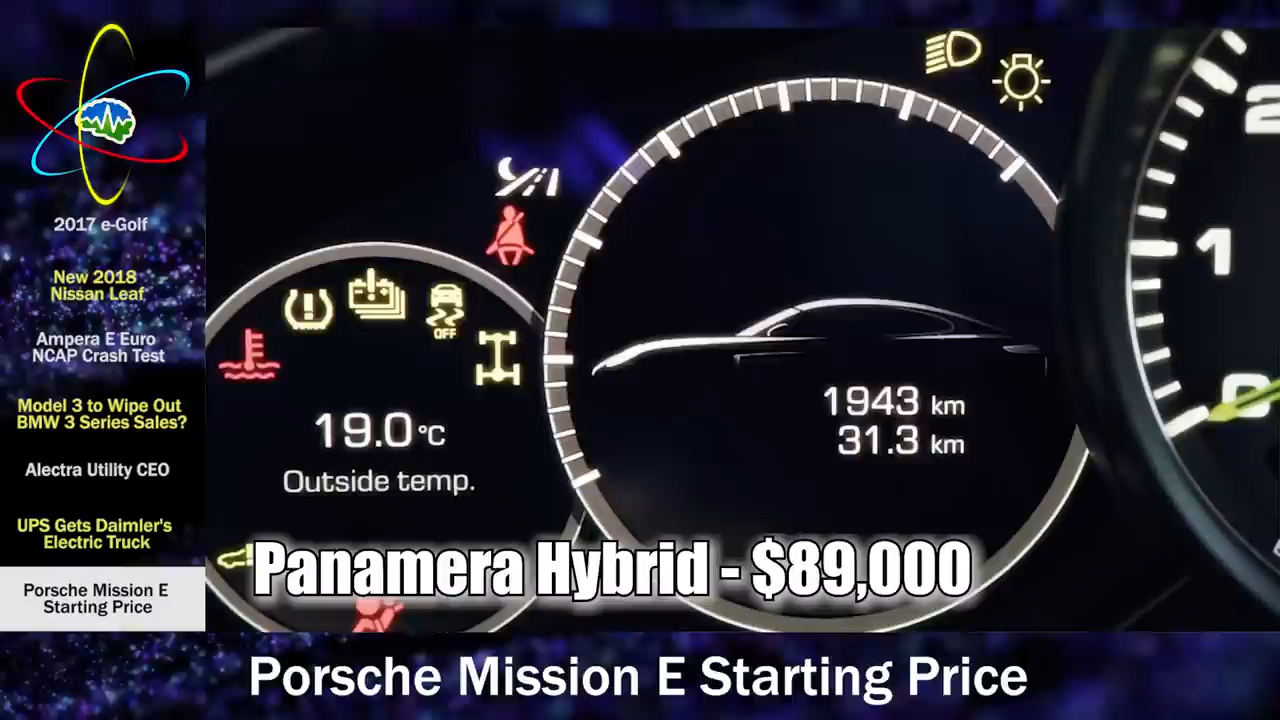 2017 e-Golf
New 2018
Nissan Leaf
Ampera E Euro
NCAP Crash Test
Model 3 to Wipe Out
BMW 3 Series Sales?
Alectra Utility CEO
UPS Gets Daimler's
Electric Truck
Porsche Mission E
Starting Price
OFF
19.0 °C
Outside temp.
1943 km
31.3 km
2
1
0
Panamera Hybrid - $89,000
Porsche Mission E Starting Price